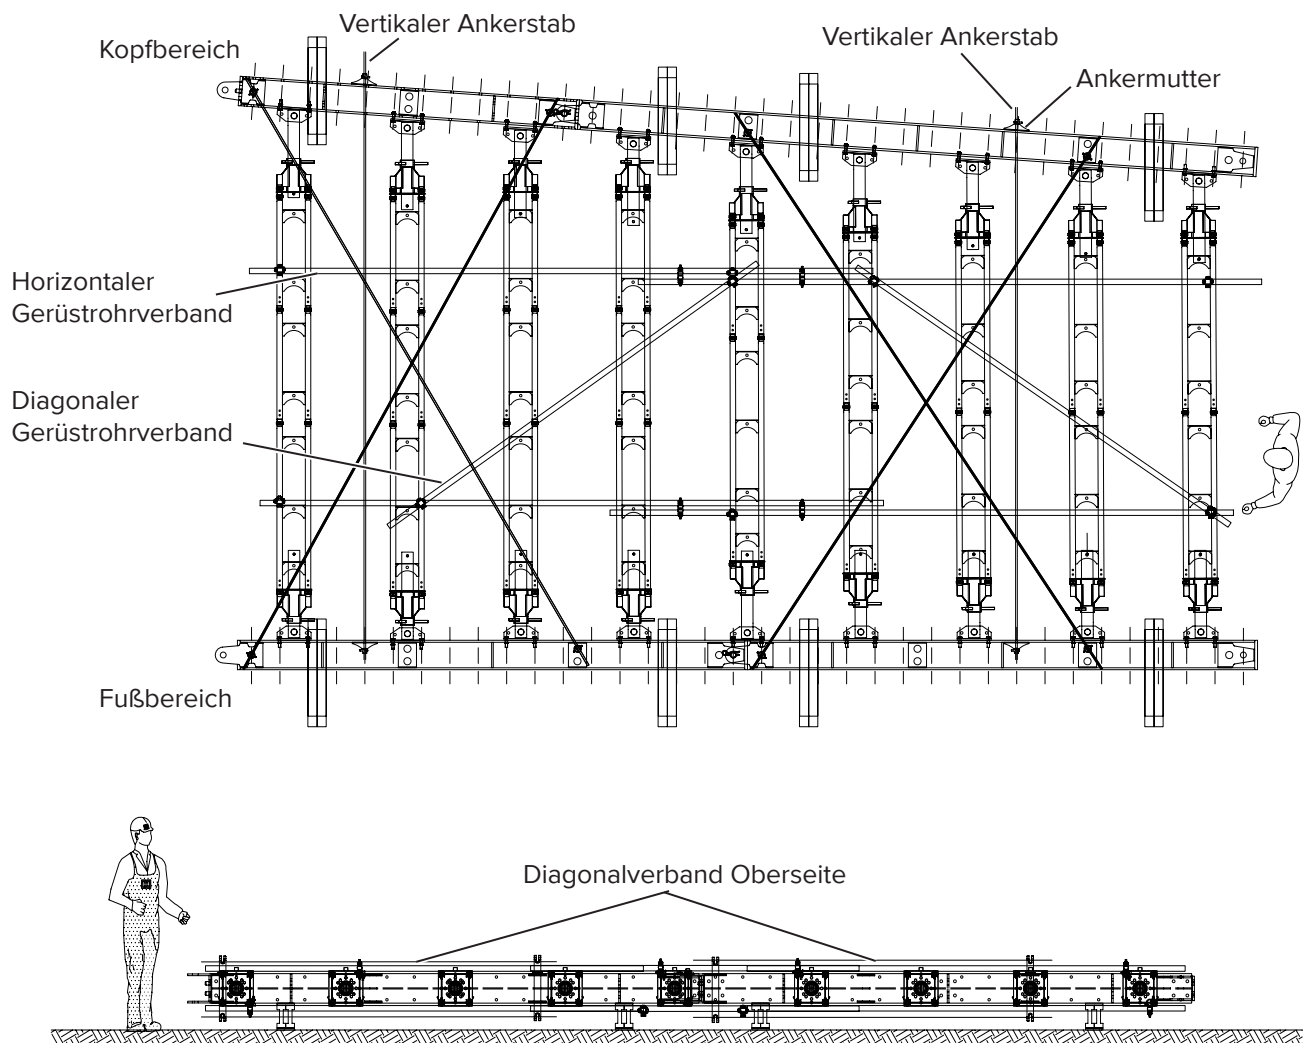 Vertikaler Ankerstab
Kopfbereich
Vertikaler Ankerstab
Ankermutter
Horizontaler
Gerüstrohrverband
Diagonaler
Gerüstrohrverband
Fußbereich
Diagonalverband Oberseite